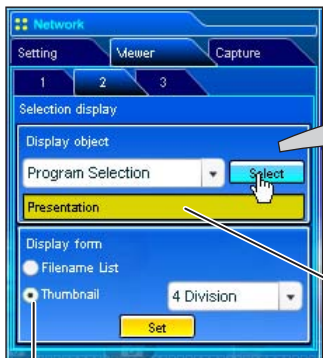 Network
Setting Viewer Capture
1 2 3
Selection display
Display object
Program Selection Select
Presentation
Display form
Filename List
Thumbnail 4 Division
Set